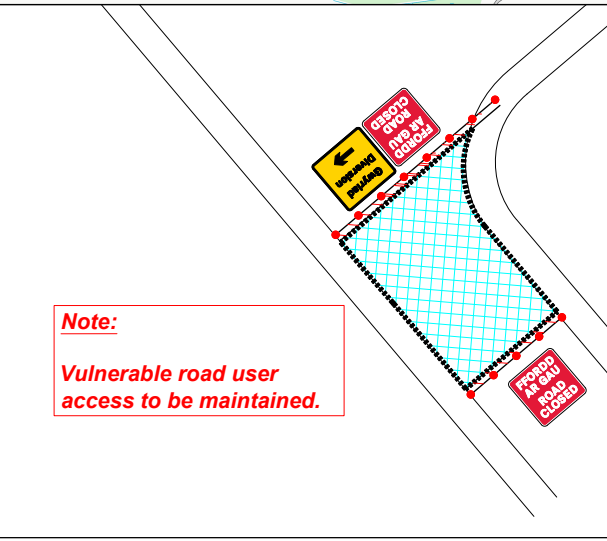 FFORDD
AR GAU
ROAD
CLOSED
Gwyriad
Diversion
Note:
Vulnerable road user
access to be maintained.
FFORDD
AR GAU
ROAD
CLOSED